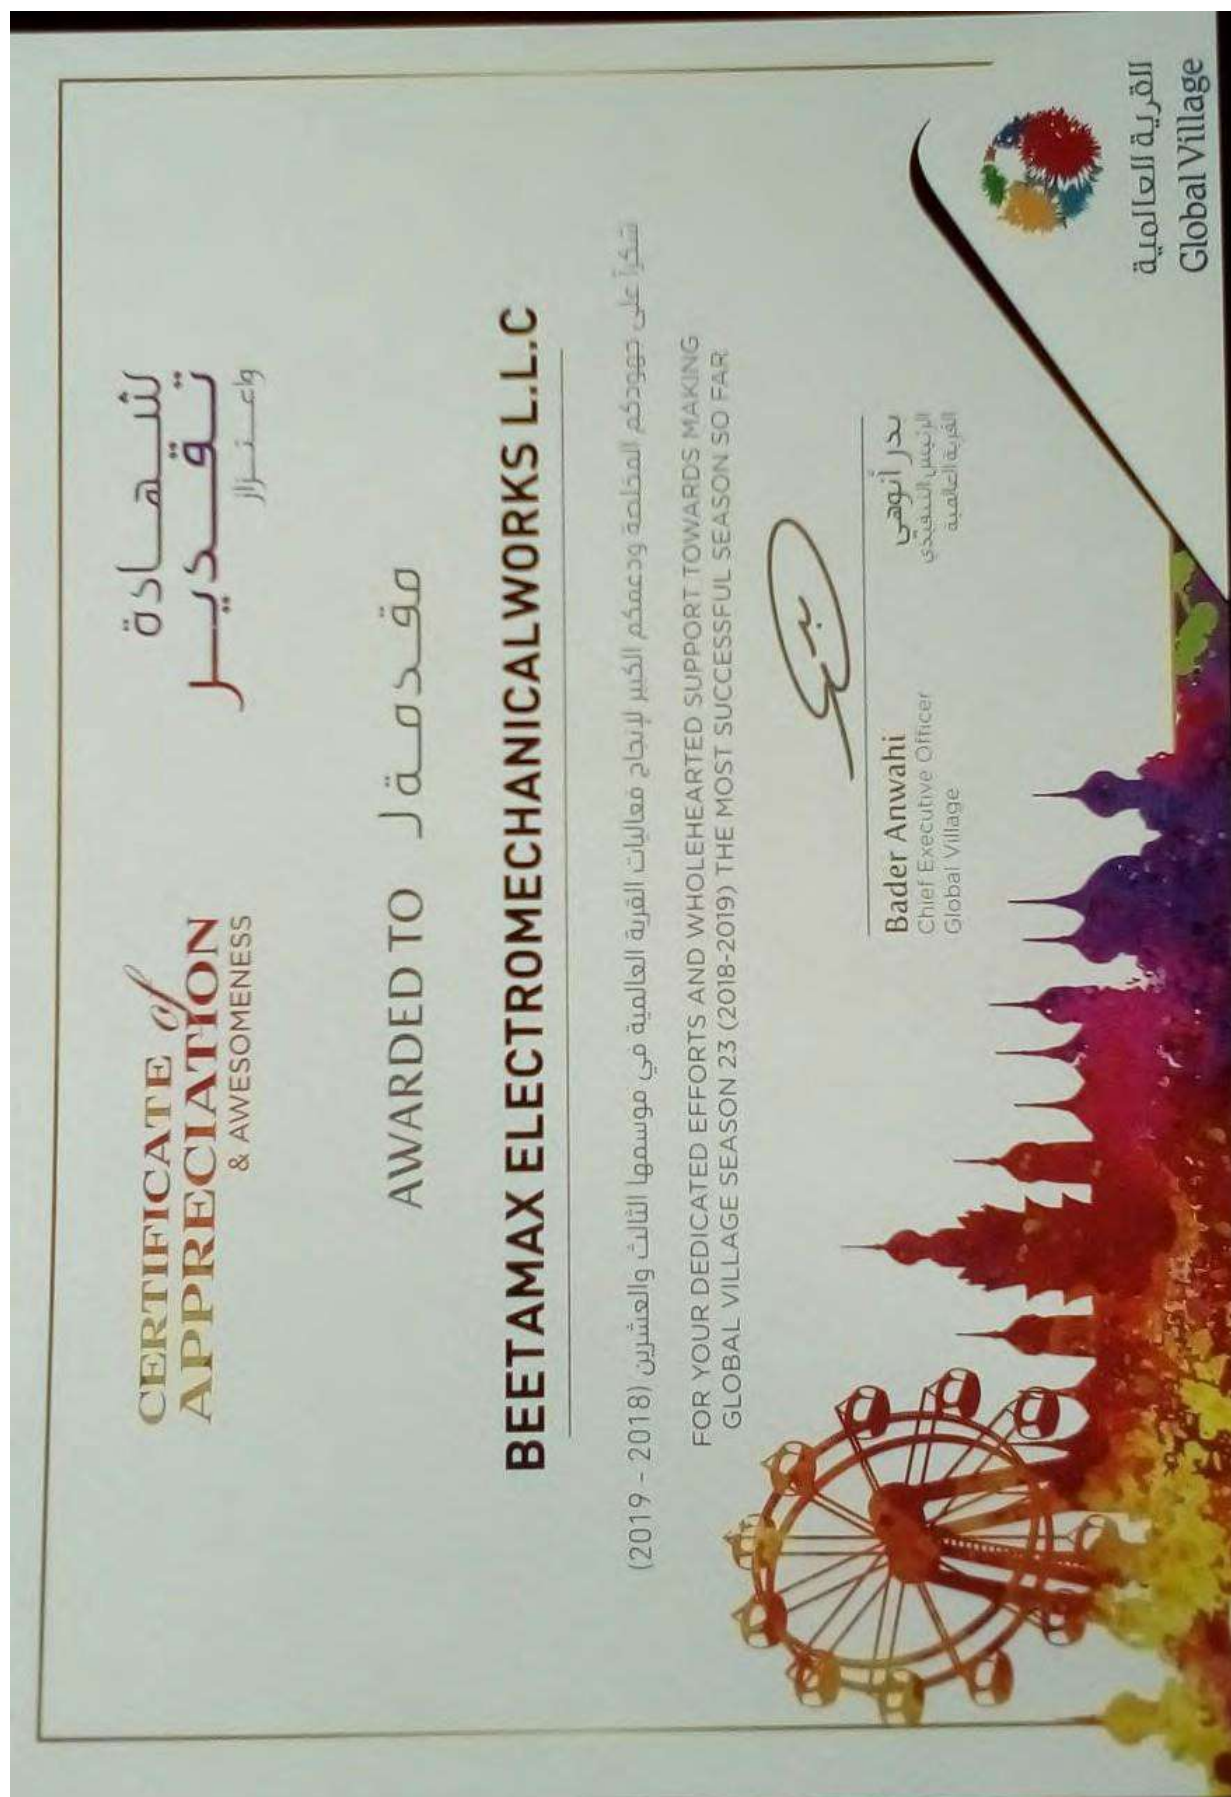 CERTIFICATE of
APPRECIATION
& AWESOMENESS
شهادة
تقدير
واعتزاز
AWARDED TO مقدمة لـ
BEETAMAX ELECTROMECHANICALWORKS L.L.C
شكراً على جهودكم المخلصة ودعمكم الكبير لإنجاح فعاليات القرية العالمية في موسمها الثالث والعشرين (2018 - 2019)
FOR YOUR DEDICATED EFFORTS AND WHOLEHEARTED SUPPORT TOWARDS MAKING
GLOBAL VILLAGE SEASON 23 (2018-2019) THE MOST SUCCESSFUL SEASON SO FAR
Bader Anwahi
Chief Executive Officer
Global Village
بدر أنوهي
الرئيس التنفيذي
القرية العالمية
القرية العالمية
Global Village